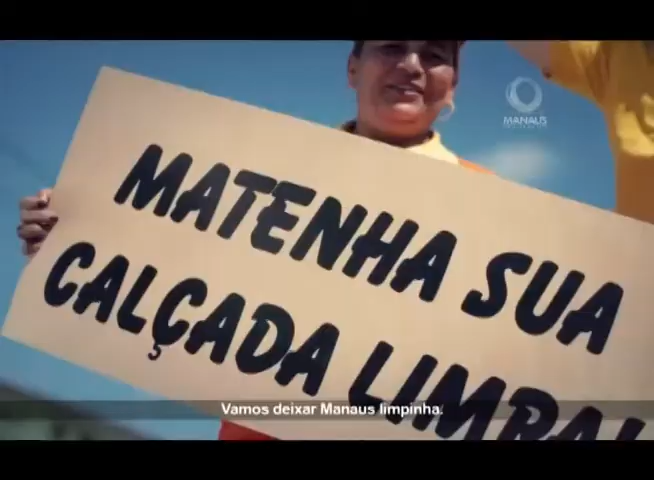 MANAUS
MATENHA SUA
CALÇADA LIMPA!
Vamos deixar Manaus limpinha.